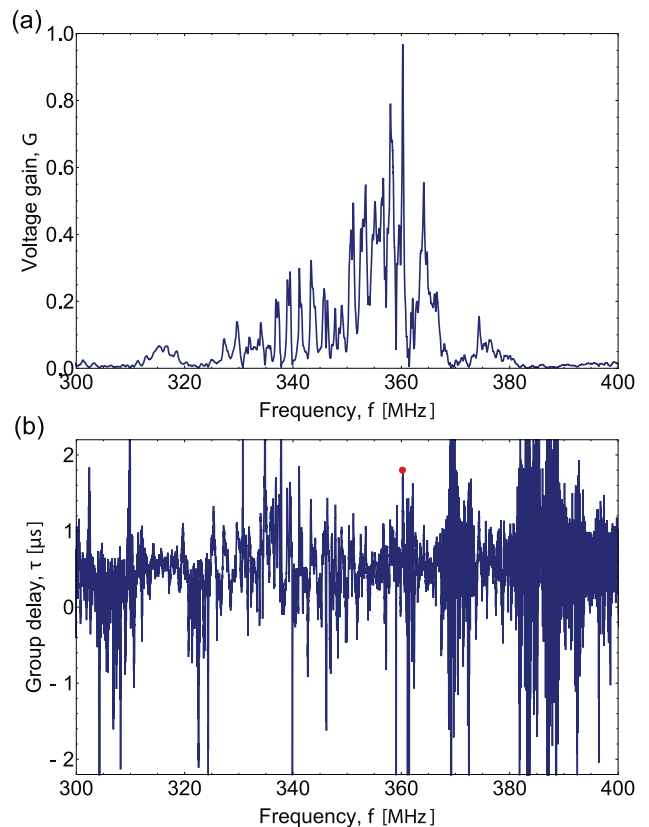 (a)
1.0
0.8
0.6
0.4
0.2
0.0
Voltage gain, G
300 320 340 360 380 400
Frequency, f [MHz]
(b)
2
1
0
- 1
- 2
Group delay, τ [µs]
300 320 340 360 380 400
Frequency, f [MHz]